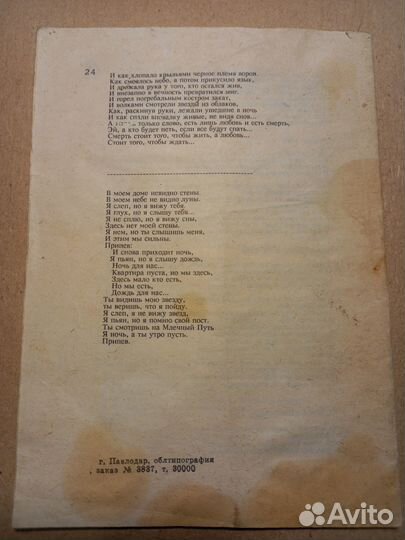 24
И как хлопало крыльями черное племя ворон.
Как смеялось небо, а потом прикусило язык,
И дрожала рука у того, кто остался жив,
И внезапно в вечность превратился миг.
И горел погребальным костром закат,
И волками смотрели звезды из облаков,
Как, раскинув руки, лежали ушедшие в ночь
И как спали вповалку живые, не видя снов...
А только слово, есть лишь любовь и есть смерть,
Эй, а кто будет петь, если все будут спать...
Смерть стоит того, чтобы жить, а любовь...
Стоит того, чтобы ждать...
В моем доме невидно стены.
В моем небе не видно луны.
Я слеп, но я вижу тебя.
Я глух, но я слышу тебя...
Я не сплю, но я вижу сны,
Здесь нет моей стены.
Я нем, но ты слышишь меня,
И этим мы сильны.
Припев:
И снова приходит ночь,
Я пьян, но я слышу дождь,
Ночь для нас...
Квартира пуста, но мы здесь,
Здесь мало кто есть,
Но мы есть,
Дождь для нас...
Ты видишь мою звезду,
ты веришь, что я пойду.
Я слеп, я не вижу звезд,
Я пьян, но я помню свой пост.
Ты смотришь на Млечный Путь
Я ночь, а ты утро пусть.
Припев.
г. Павлодар, облтипография
заказ № 3837, т. 30000
Avito